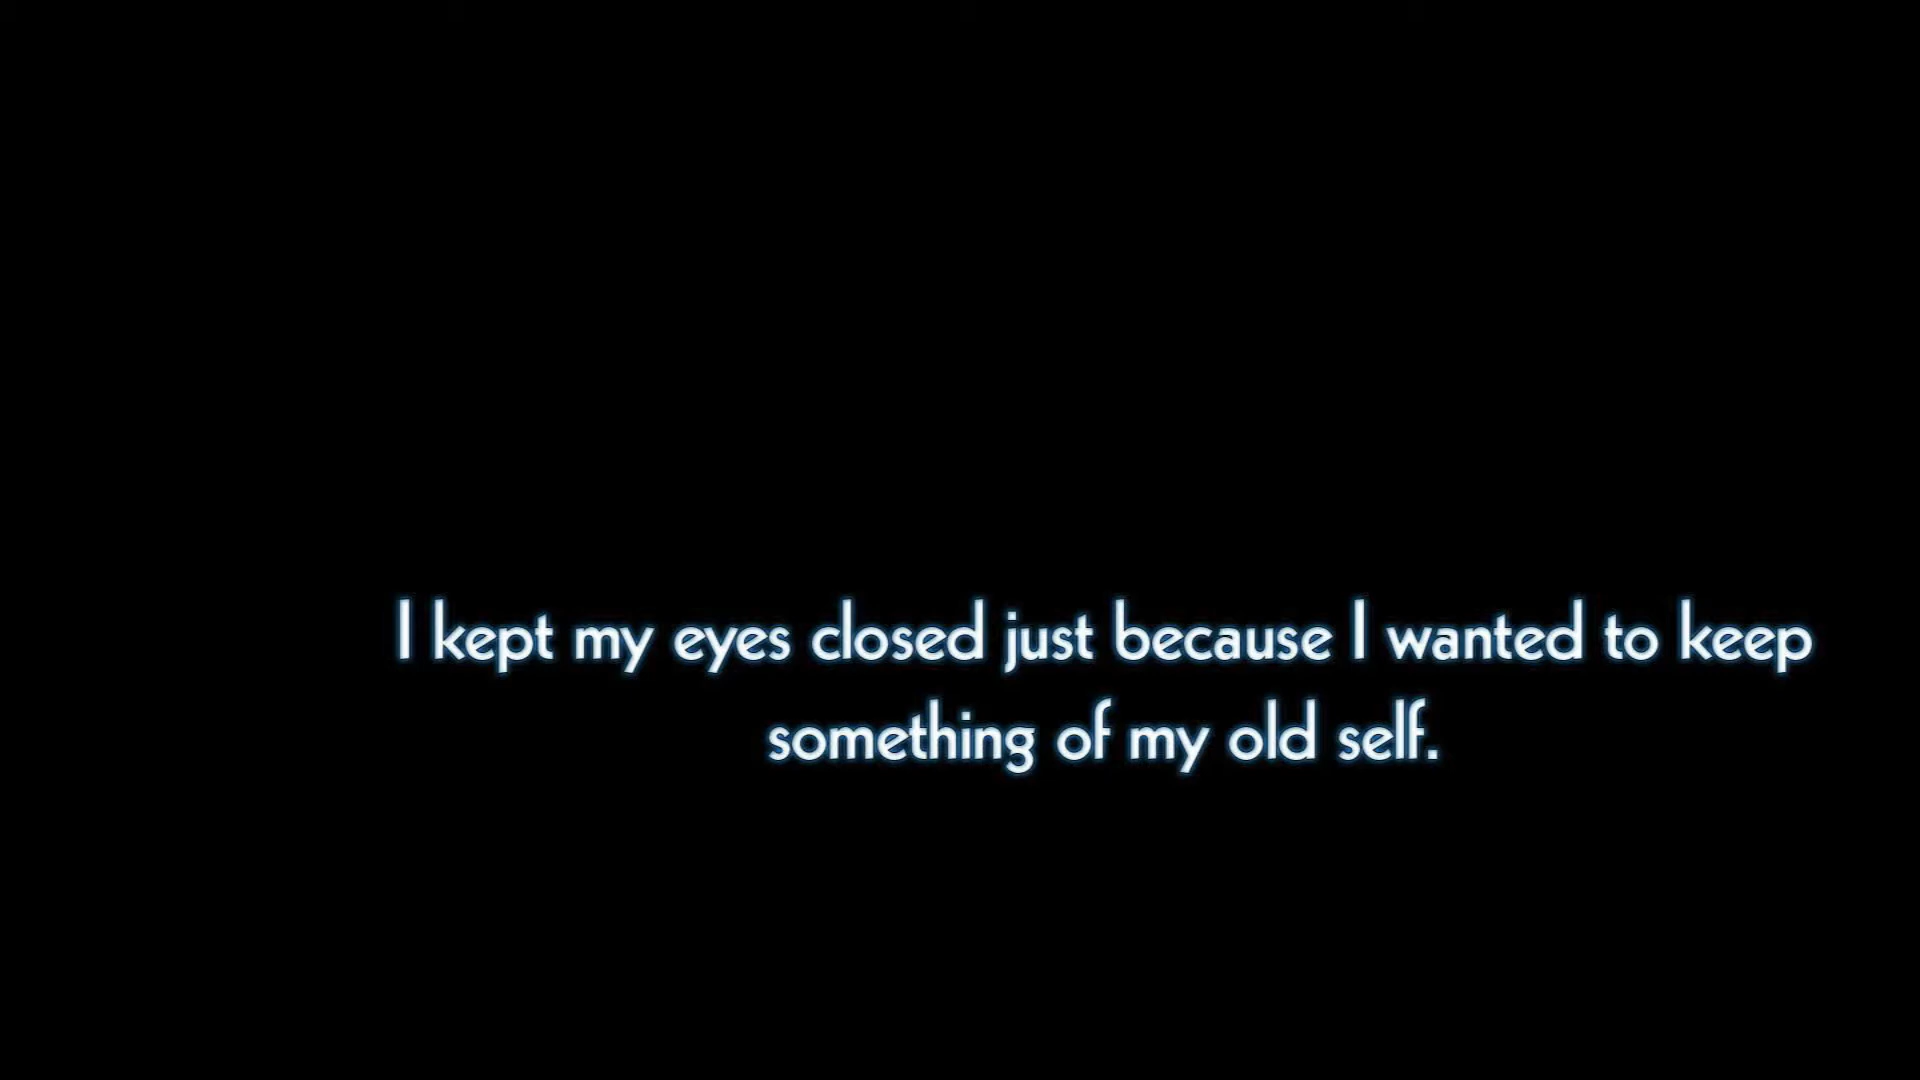 I kept my eyes closed just because I wanted to keep
something of my old self.